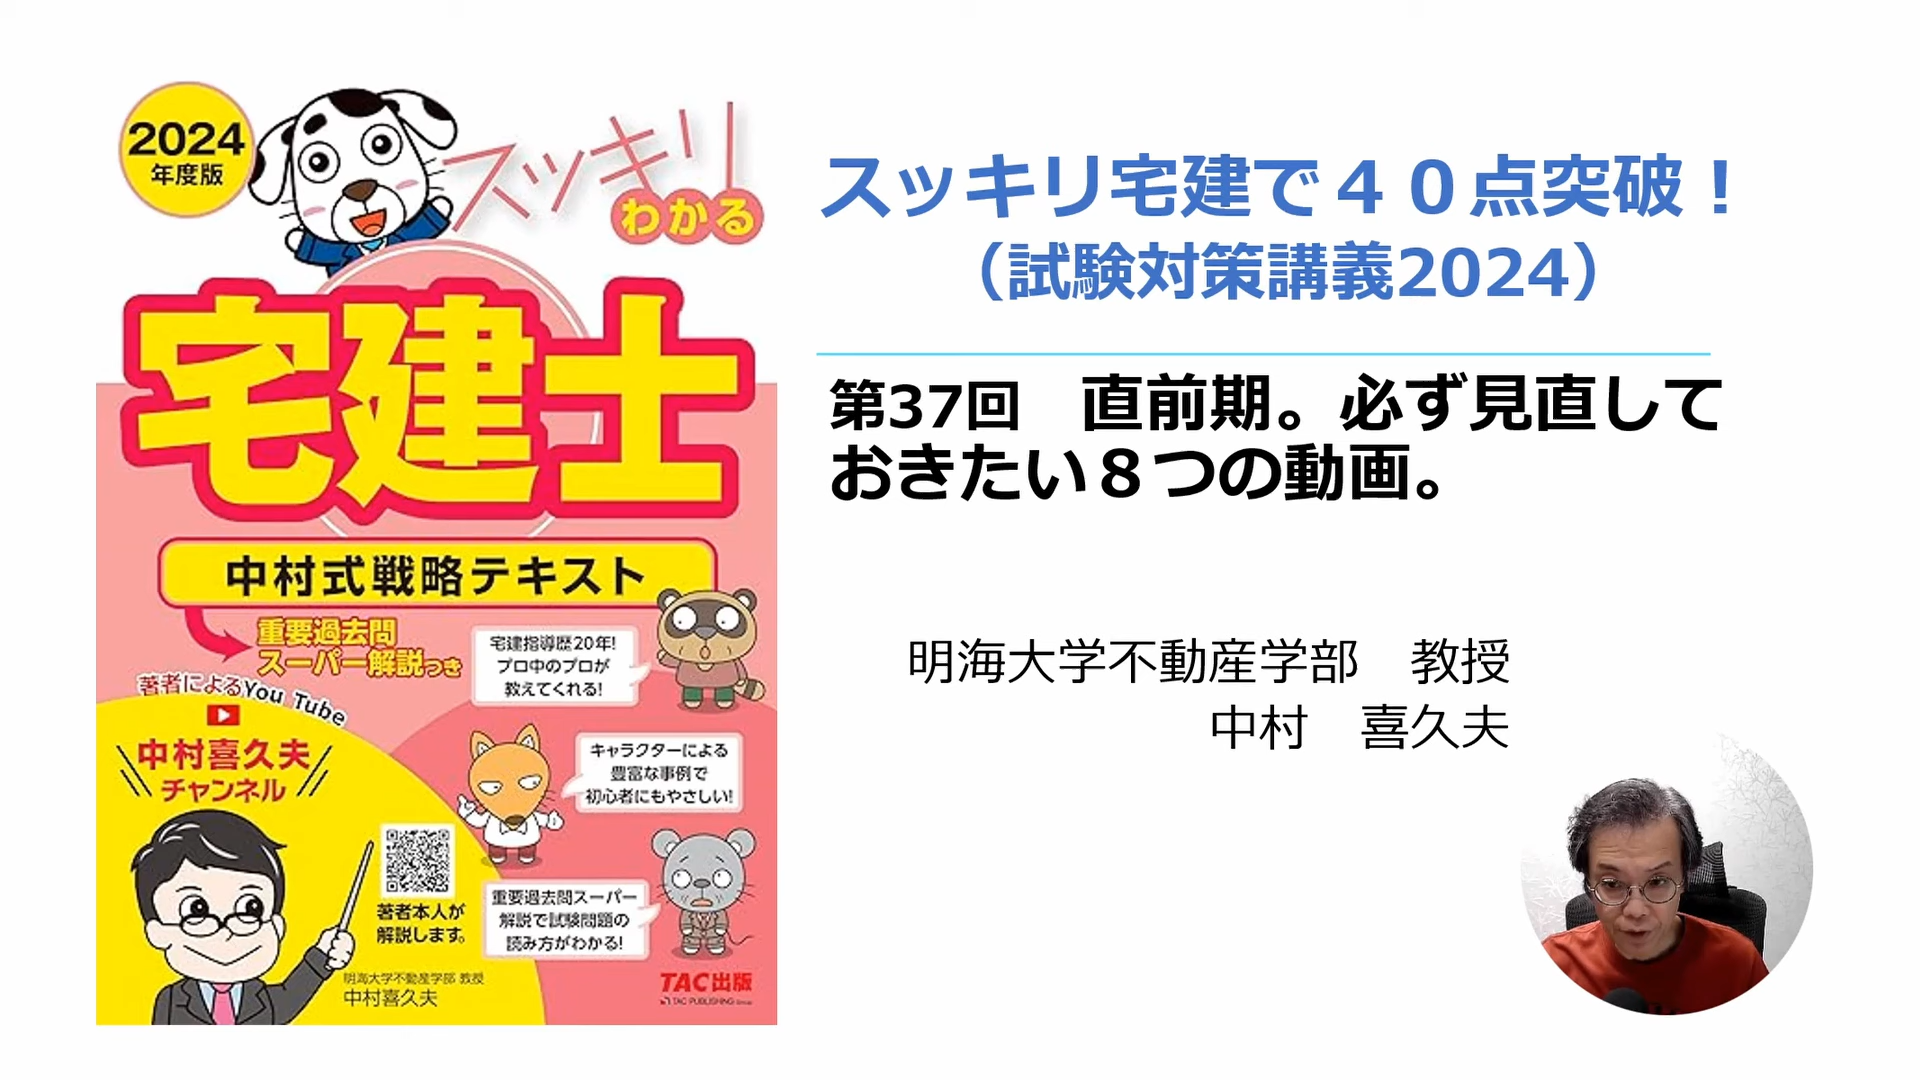 2024
年度版
スッキリ
わかる
宅建士
中村式戦略テキスト
重要過去問
スーパー解説つき
宅建指導歴20年!
プロ中のプロが
教えてくれる!
著者によるYou Tube
中村喜久夫
チャンネル
キャラクターによる
豊富な事例で
初心者にもやさしい!
著者本人が
解説します。
重要過去問スーパー
解説で試験問題の
読み方がわかる!
明海大学不動産学部 教授
中村喜久夫
TAC出版
TAC PUBLISHING Group
スッキリ宅建で４０点突破！
（試験対策講義2024）
第37回　直前期。必ず見直して
おきたい８つの動画。
明海大学不動産学部　教授
中村　喜久夫